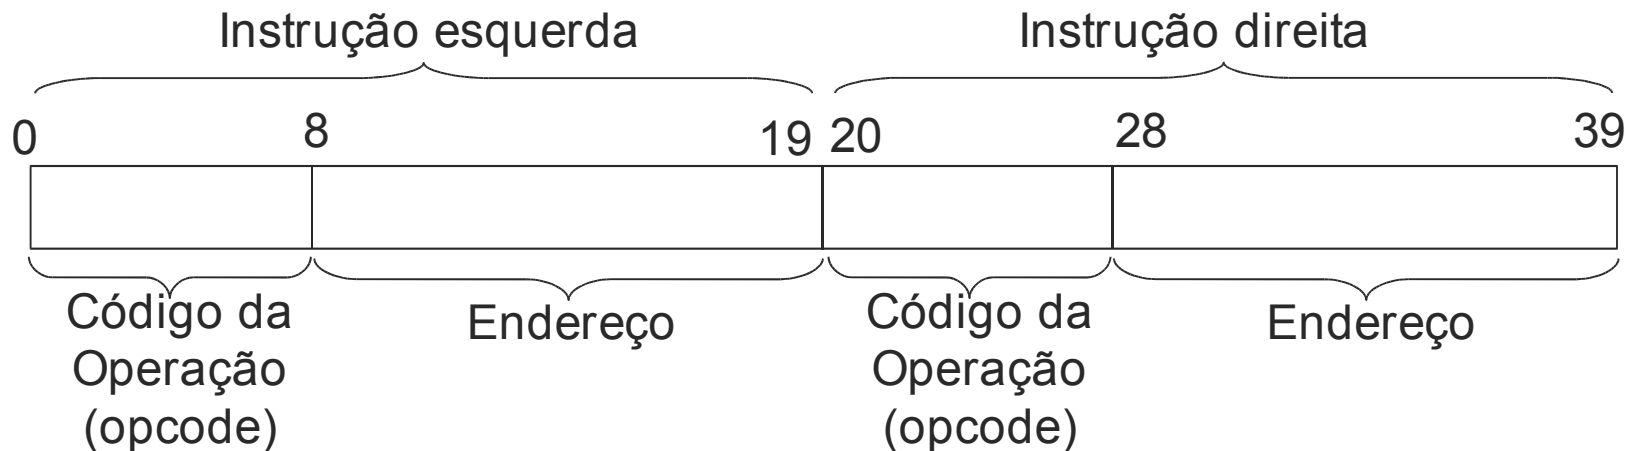 Instrução esquerda Instrução direita
0 8 19 20 28 39
Código da Operação (opcode) Endereço Código da Operação (opcode) Endereço